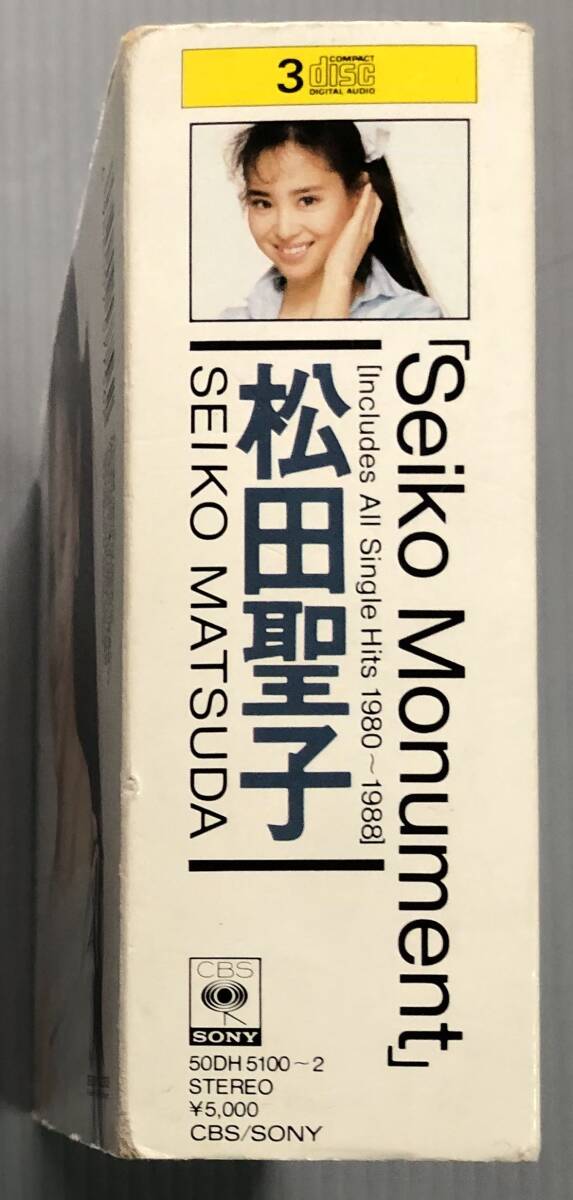 3 COMPACT disc DIGITAL AUDIO
「Seiko Monument」
[Includes All Single Hits 1980~1988]
松田聖子
SEIKO MATSUDA
CBS
SONY
50DH 5100~2
STEREO
¥5,000
CBS/SONY